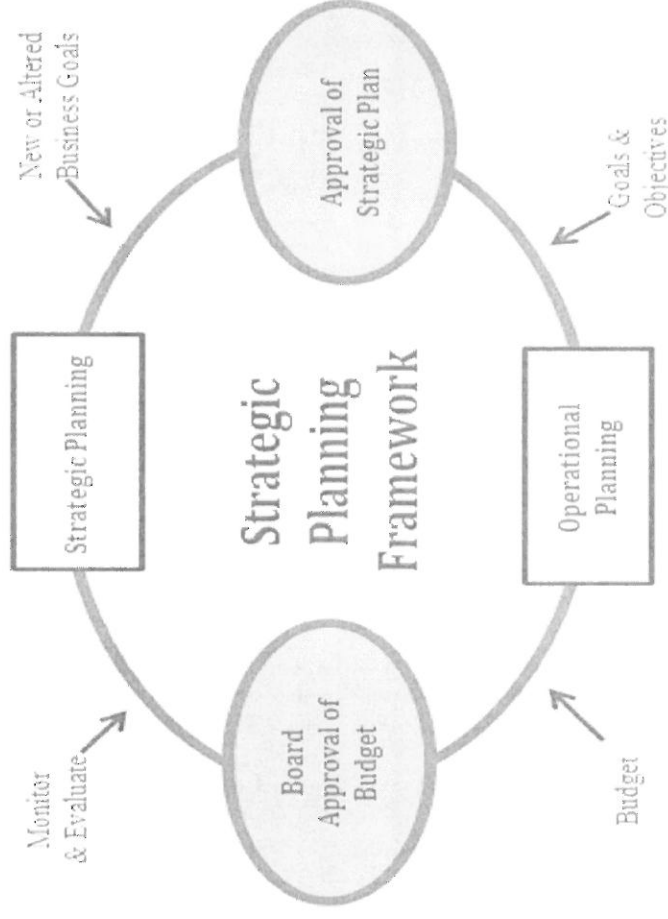 Strategic Planning
New or Altered
Business Goals
Approval of
Strategic Plan
Goals &
Objectives
Operational
Planning
Budget
Board
Approval of
Budget
Monitor
& Evaluate
Strategic
Planning
Framework